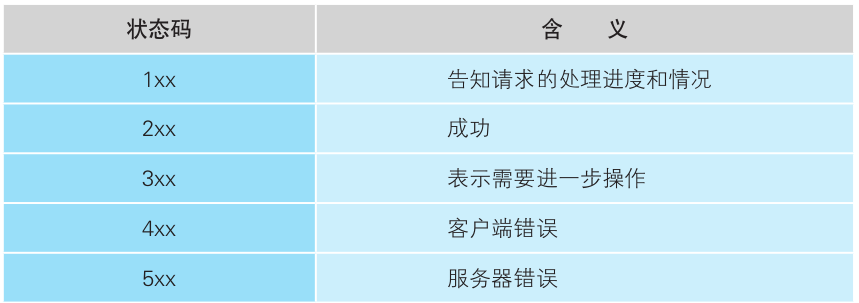 状态码 含 义
1xx 告知请求的处理进度和情况
2xx 成功
3xx 表示需要进一步操作
4xx 客户端错误
5xx 服务器错误